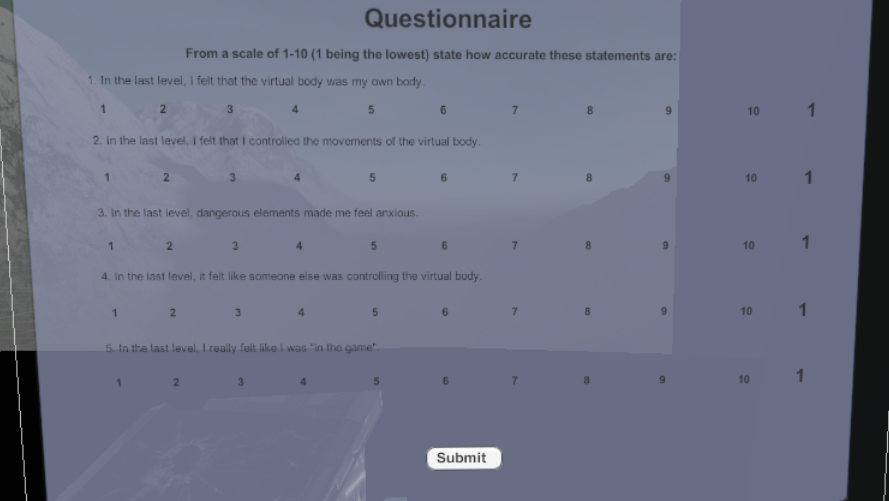 Questionnaire
From a scale of 1-10 (1 being the lowest) state how accurate these statements are:
1. In the last level, I felt that the virtual body was my own body.
1 2 3 4 5 6 7 8 9 10 1
2. In the last level, I felt that I controlled the movements of the virtual body.
1 2 3 4 5 6 7 8 9 10 1
3. In the last level, dangerous elements made me feel anxious.
1 2 3 4 5 6 7 8 9 10 1
4. In the last level, it felt like someone else was controlling the virtual body.
1 2 3 4 5 6 7 8 9 10 1
5. In the last level, I really felt like I was "in the game".
1 2 3 4 5 6 7 8 9 10 1
Submit